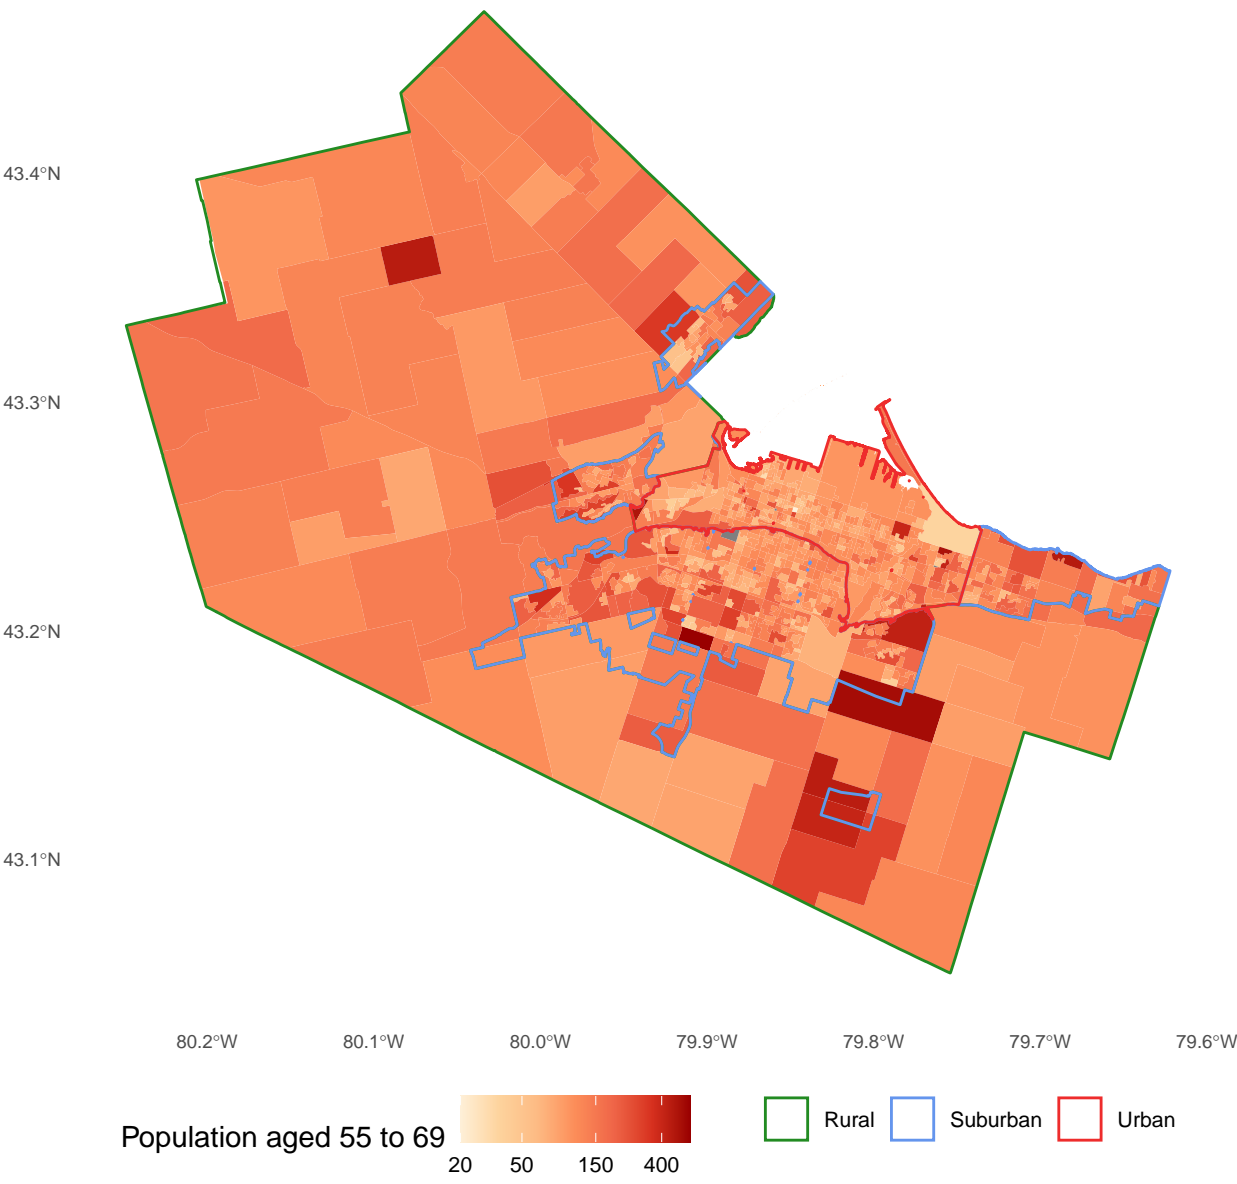 43.4°N
43.3°N
43.2°N
43.1°N
80.2°W 80.1°W 80.0°W 79.9°W 79.8°W 79.7°W 79.6°W
Population aged 55 to 69
20 50 150 400
Rural Suburban Urban